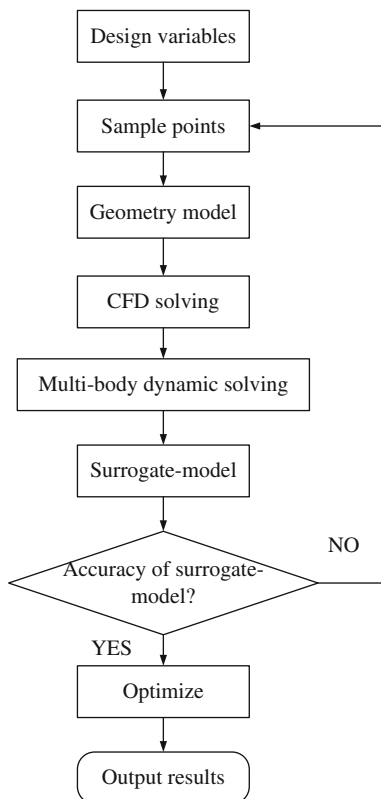 Design variables
Sample points
Geometry model
CFD solving
Multi-body dynamic solving
Surrogate-model
Accuracy of surrogate-
model?
NO
YES
Optimize
Output results